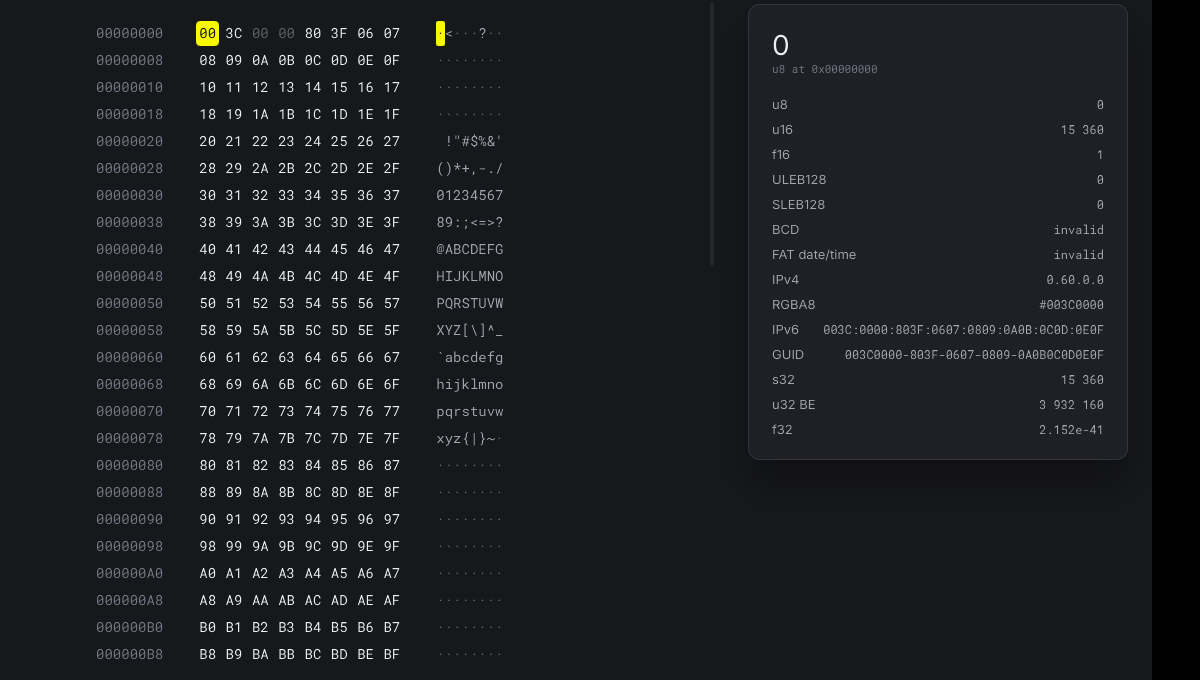 00000000 00 3C 00 00 80 3F 06 07 ·<···?··
00000008 08 09 0A 0B 0C 0D 0E 0F ········
00000010 10 11 12 13 14 15 16 17 ········
00000018 18 19 1A 1B 1C 1D 1E 1F ········
00000020 20 21 22 23 24 25 26 27  !"#$%&'
00000028 28 29 2A 2B 2C 2D 2E 2F ()*+,-./
00000030 30 31 32 33 34 35 36 37 01234567
00000038 38 39 3A 3B 3C 3D 3E 3F 89:;<=>?
00000040 40 41 42 43 44 45 46 47 @ABCDEFG
00000048 48 49 4A 4B 4C 4D 4E 4F HIJKLMNO
00000050 50 51 52 53 54 55 56 57 PQRSTUVW
00000058 58 59 5A 5B 5C 5D 5E 5F XYZ[\]^_
00000060 60 61 62 63 64 65 66 67 `abcdefg
00000068 68 69 6A 6B 6C 6D 6E 6F hijklmno
00000070 70 71 72 73 74 75 76 77 pqrstuvw
00000078 78 79 7A 7B 7C 7D 7E 7F xyz{|}~·
00000080 80 81 82 83 84 85 86 87 ········
00000088 88 89 8A 8B 8C 8D 8E 8F ········
00000090 90 91 92 93 94 95 96 97 ········
00000098 98 99 9A 9B 9C 9D 9E 9F ········
000000A0 A0 A1 A2 A3 A4 A5 A6 A7 ········
000000A8 A8 A9 AA AB AC AD AE AF ········
000000B0 B0 B1 B2 B3 B4 B5 B6 B7 ········
000000B8 B8 B9 BA BB BC BD BE BF ········
0
u8 at 0x00000000
u8 0
u16 15 360
f16 1
ULEB128 0
SLEB128 0
BCD invalid
FAT date/time invalid
IPv4 0.60.0.0
RGBA8 #003C0000
IPv6 003C:0000:803F:0607:0809:0A0B:0C0D:0E0F
GUID 003C0000-803F-0607-0809-0A0B0C0D0E0F
s32 15 360
u32 BE 3 932 160
f32 2.152e-41